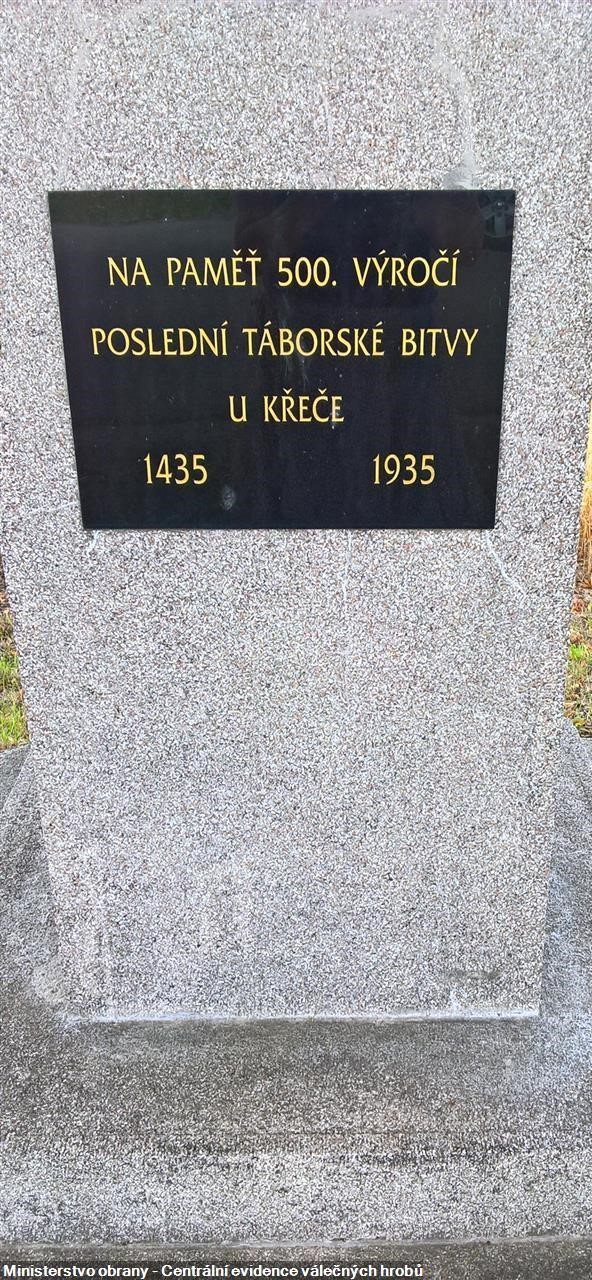 NA PAMĚŤ 500. VÝROČÍ
POSLEDNÍ TÁBORSKÉ BITVY
U KŘEČE
1435 1935
Ministerstvo obrany - Centrální evidence válečných hrobů